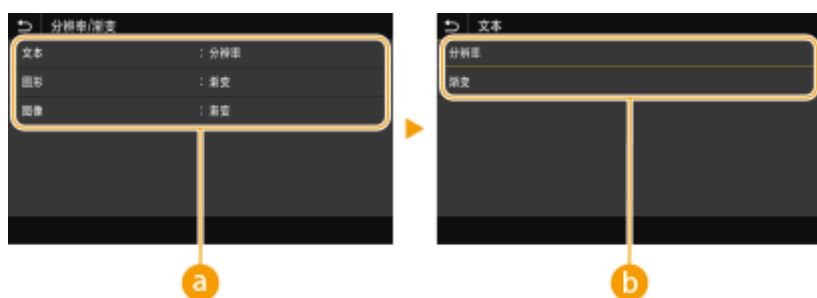 分辨率/渐变
文本 : 分辨率
图形 : 渐变
图像 : 渐变
a
文本
分辨率
渐变
b